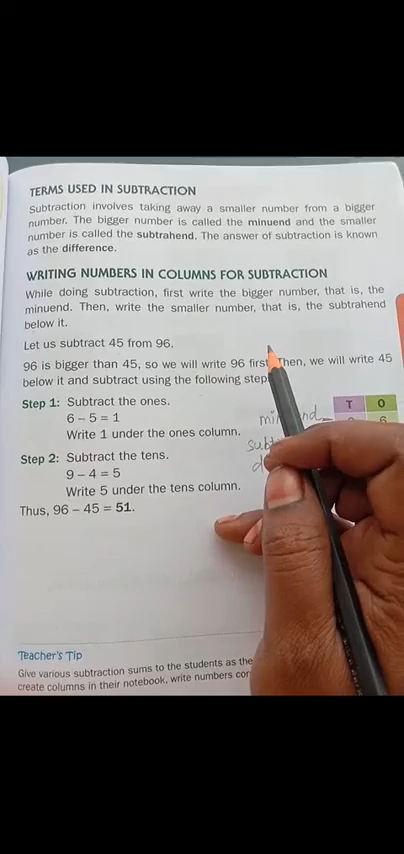 TERMS USED IN SUBTRACTION
Subtraction involves taking away a smaller number from a bigger
number. The bigger number is called the minuend and the smaller
number is called the subtrahend. The answer of subtraction is known
as the difference.
WRITING NUMBERS IN COLUMNS FOR SUBTRACTION
While doing subtraction, first write the bigger number, that is, the
minuend. Then, write the smaller number, that is, the subtrahend
below it.
Let us subtract 45 from 96.
96 is bigger than 45, so we will write 96 first. Then, we will write 45
below it and subtract using the following step
Step 1: Subtract the ones.
6 – 5 = 1
Write 1 under the ones column.
Step 2: Subtract the tens.
9 – 4 = 5
Write 5 under the tens column.
Thus, 96 – 45 = 51.
T O
6
Teacher's Tip
Give various subtraction sums to the students as the
create columns in their notebook, write numbers